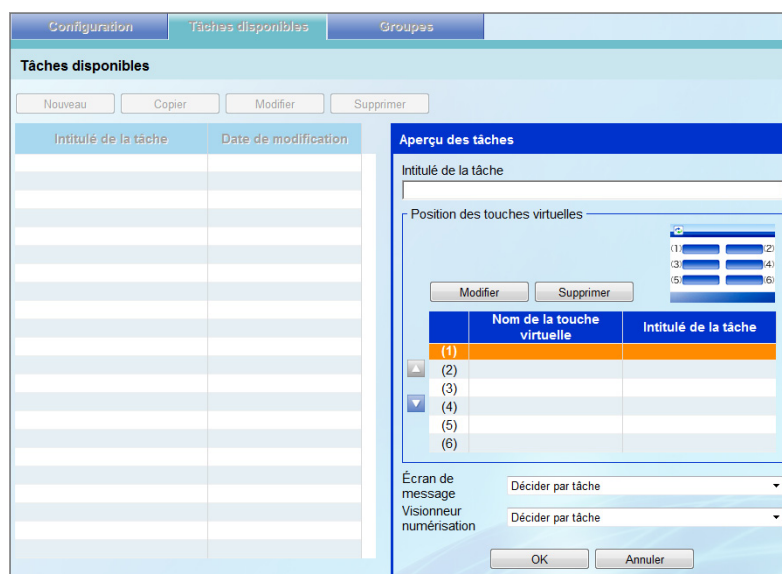 Configuration Tâches disponibles Groupes
Tâches disponibles
Nouveau Copier Modifier Supprimer
Intitulé de la tâche Date de modification
Aperçu des tâches
Intitulé de la tâche
Position des touches virtuelles
(1) (2)
(3) (4)
(5) (6)
Modifier Supprimer
Nom de la touche virtuelle Intitulé de la tâche
(1)
(2)
(3)
(4)
(5)
(6)
Écran de message Décider par tâche
Visionneur numérisation Décider par tâche
OK Annuler